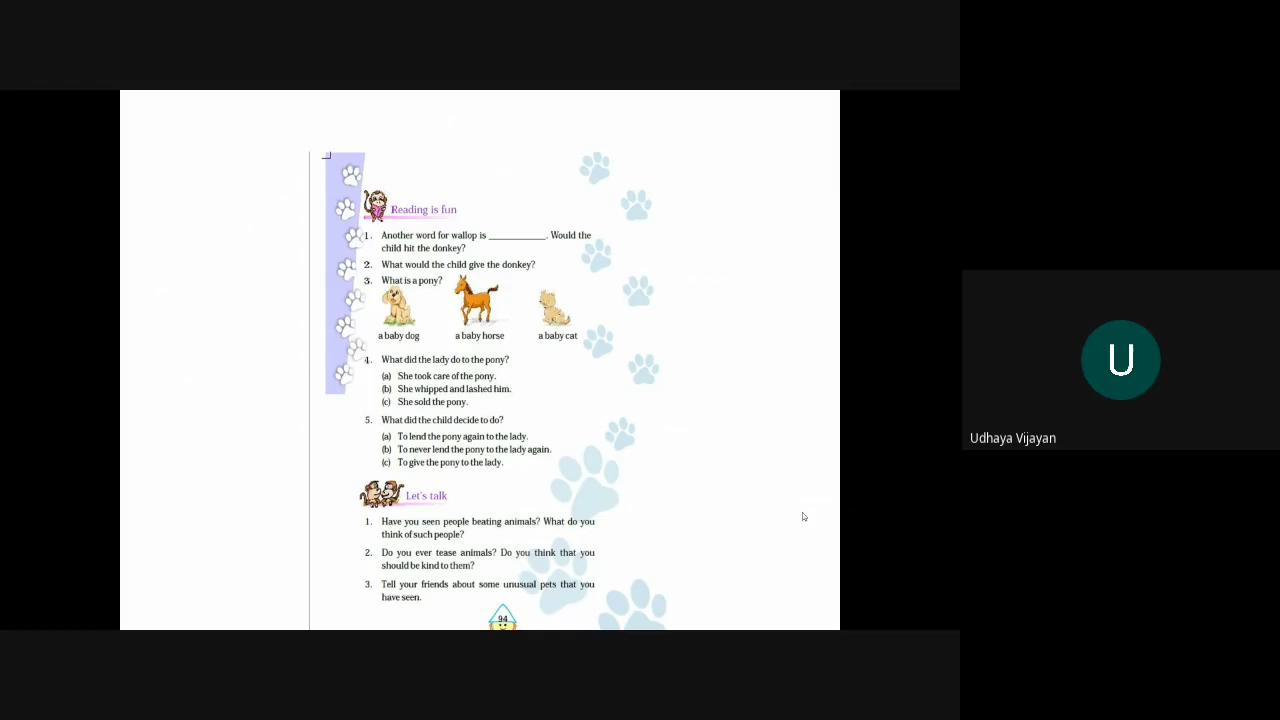 Reading is fun
1. Another word for wallop is ____________. Would the
child hit the donkey?
2. What would the child give the donkey?
3. What is a pony?
a baby dog a baby horse a baby cat
4. What did the lady do to the pony?
(a) She took care of the pony.
(b) She whipped and lashed him.
(c) She sold the pony.
5. What did the child decide to do?
(a) To lend the pony again to the lady.
(b) To never lend the pony to the lady again.
(c) To give the pony to the lady.
Let's talk
1. Have you seen people beating animals? What do you
think of such people?
2. Do you ever tease animals? Do you think that you
should be kind to them?
3. Tell your friends about some unusual pets that you
have seen.
94
U
Udhaya Vijayan